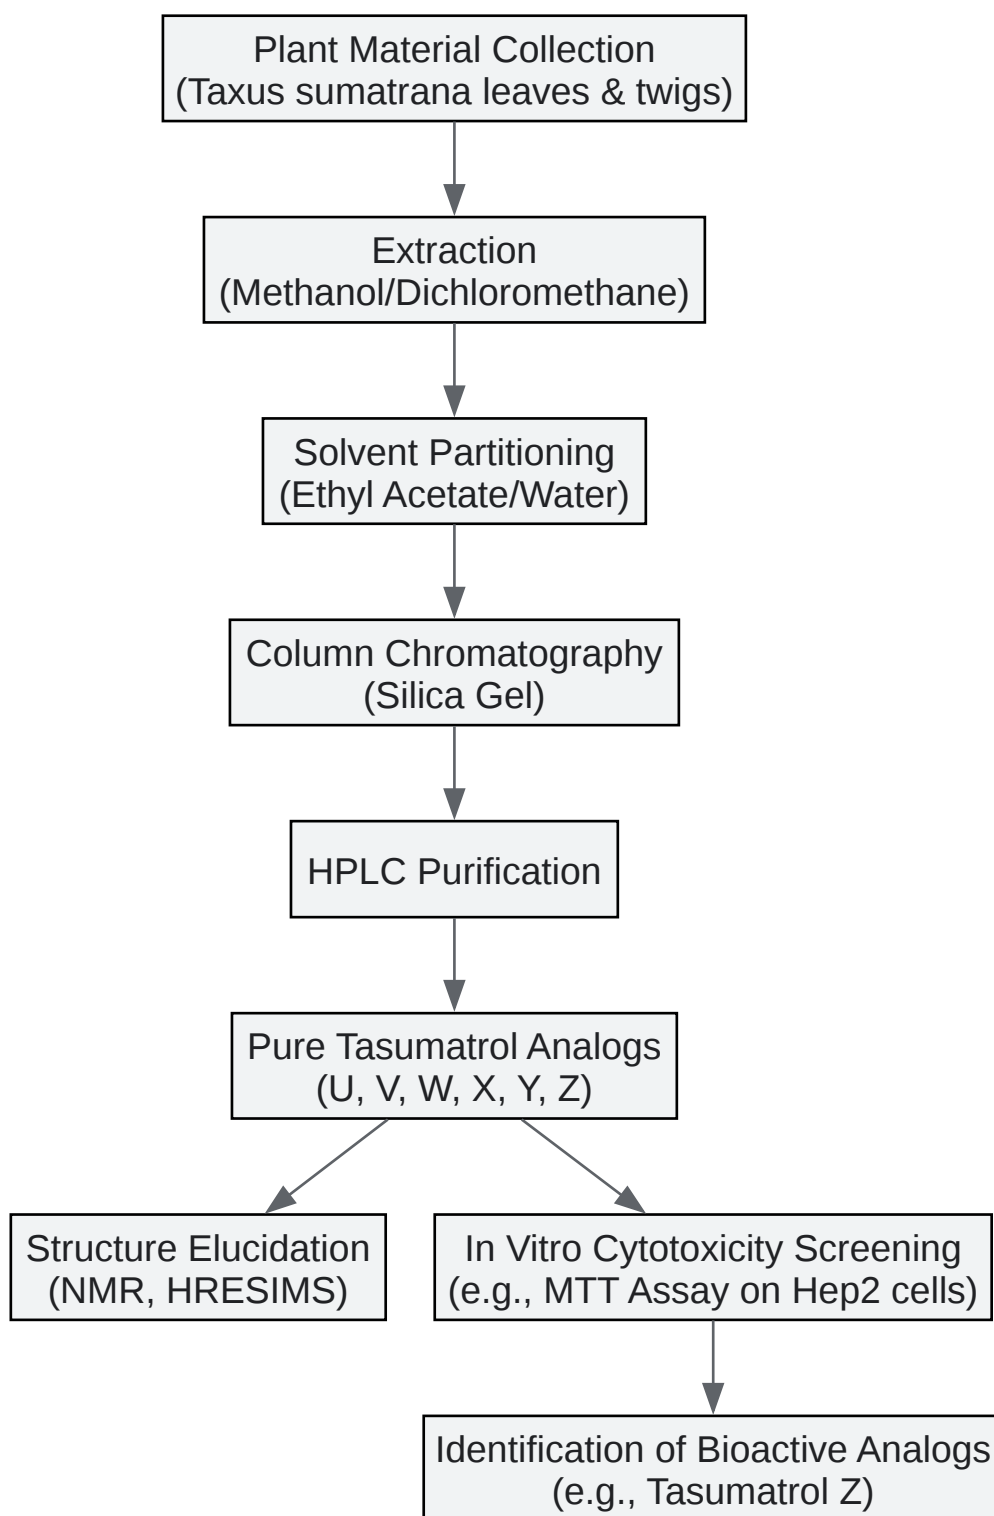 Plant Material Collection
(Taxus sumatrana leaves & twigs)
Extraction
(Methanol/Dichloromethane)
Solvent Partitioning
(Ethyl Acetate/Water)
Column Chromatography
(Silica Gel)
HPLC Purification
Pure Tasumatrol Analogs
(U, V, W, X, Y, Z)
Structure Elucidation
(NMR, HRESIMS)
In Vitro Cytotoxicity Screening
(e.g., MTT Assay on Hep2 cells)
Identification of Bioactive Analogs
(e.g., Tasumatrol Z)